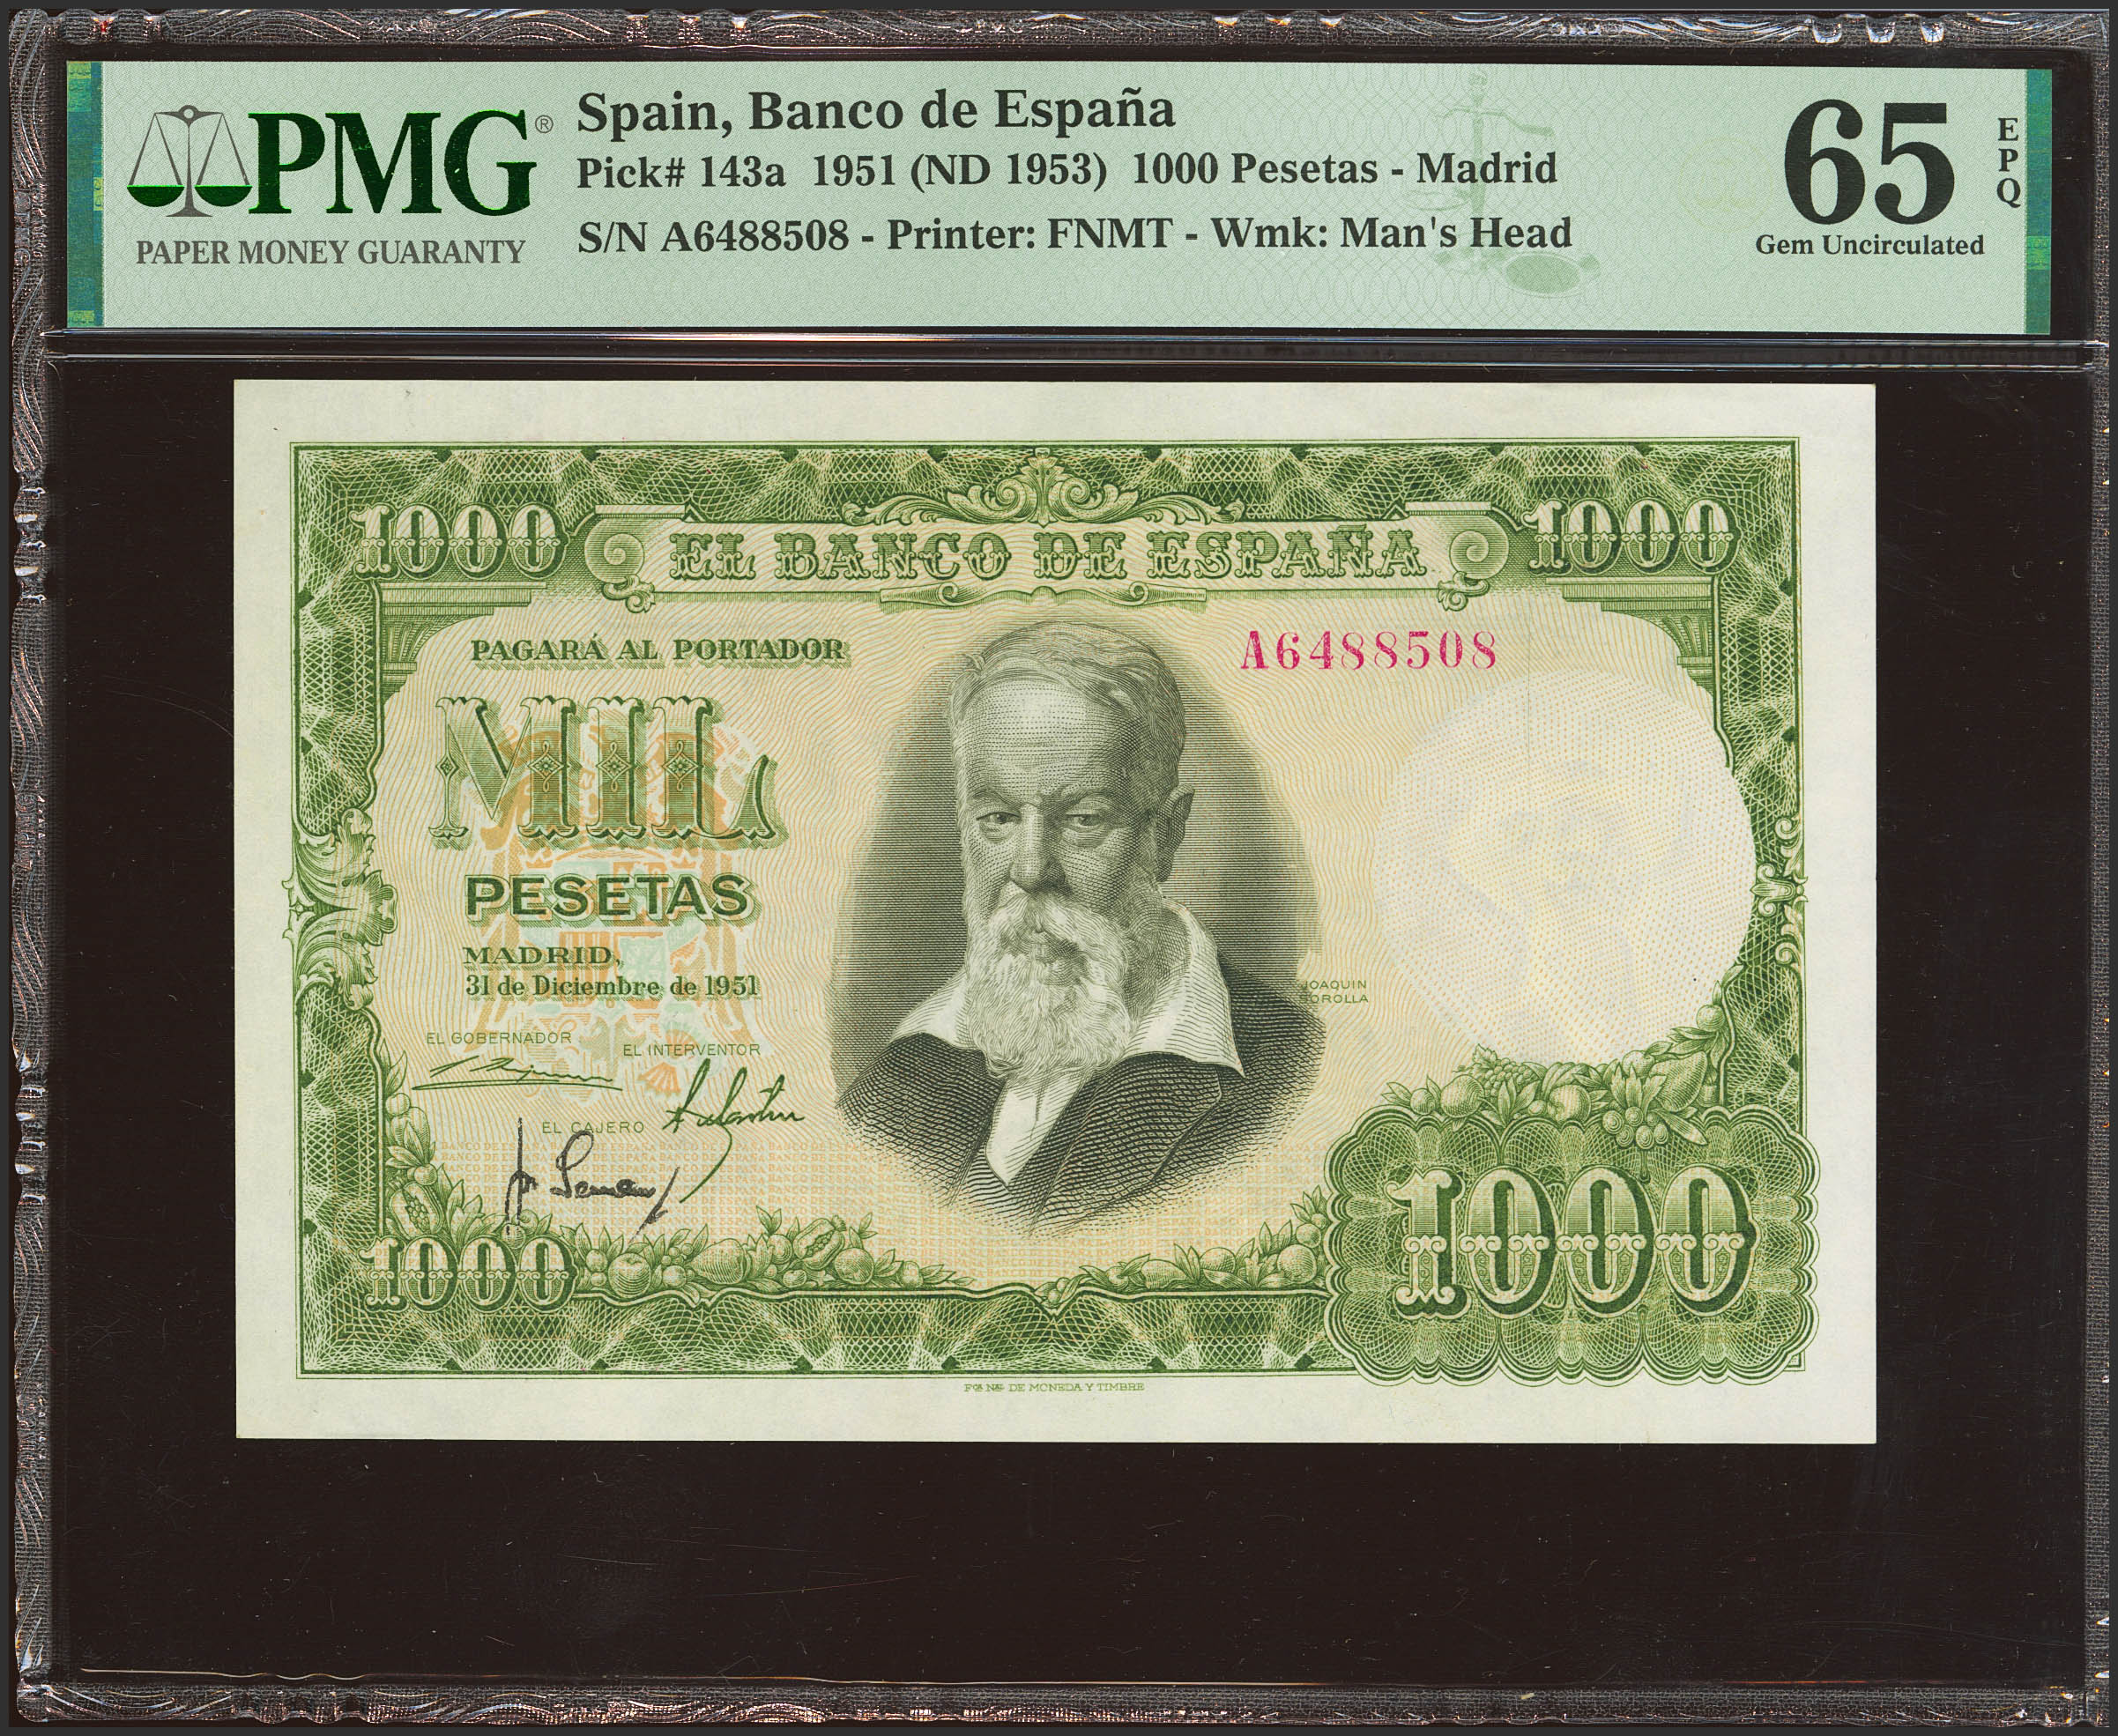 PMG®
PAPER MONEY GUARANTY
Spain, Banco de España
Pick# 143a 1951 (ND 1953) 1000 Pesetas - Madrid
S/N A6488508 - Printer: FNMT - Wmk: Man's Head
65
EPQ
Gem Uncirculated
1000
EL BANCO DE ESPAÑA
1000
PAGARÁ AL PORTADOR
A6488508
MIL
PESETAS
MADRID,
31 de Diciembre de 1951
JOAQUIN
SOROLLA
EL GOBERNADOR
EL INTERVENTOR
EL CAJERO
1000
1000
FCA NAL DE MONEDA Y TIMBRE